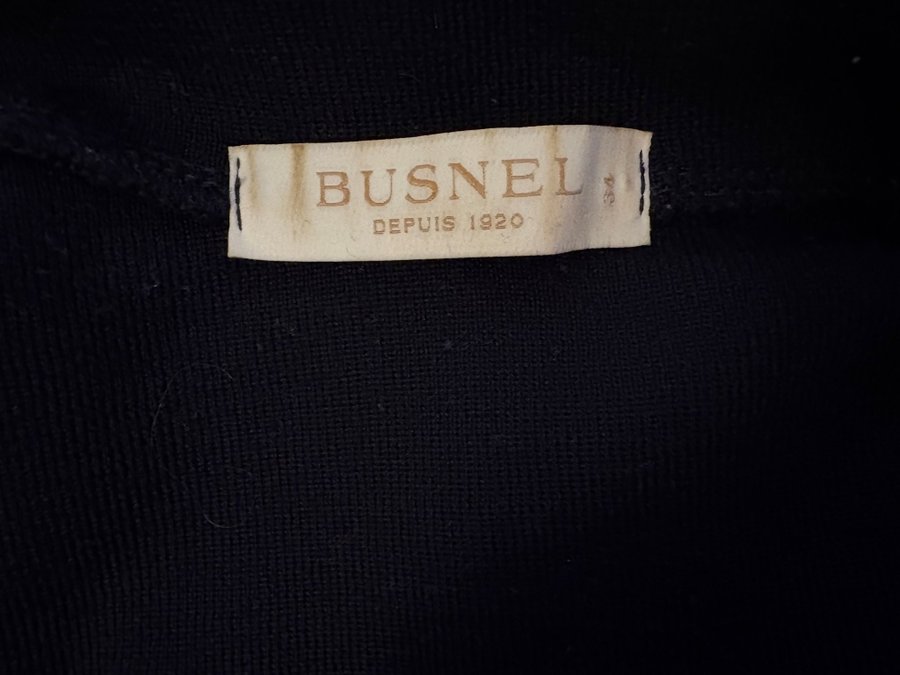 BUSNEL
DEPUIS 1920
34